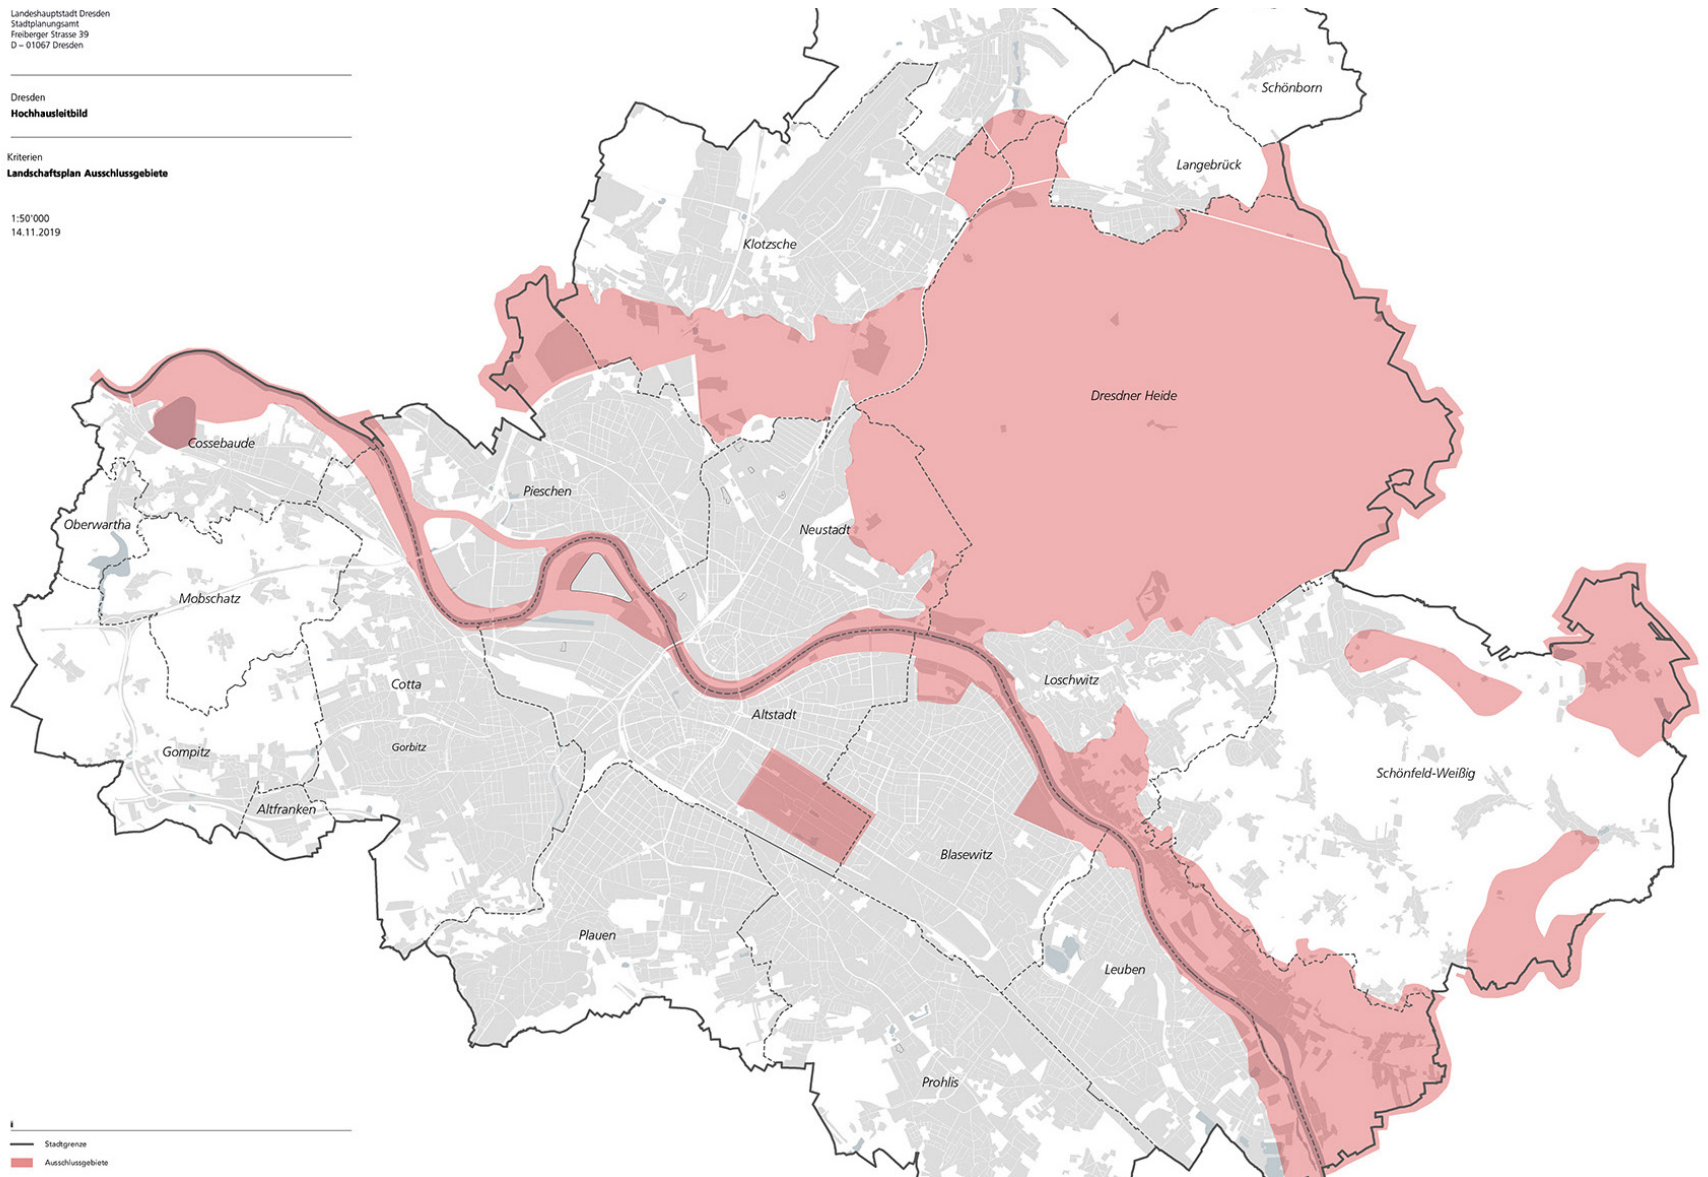 Landeshauptstadt Dresden
Stadtplanungsamt
Freiberger Strasse 39
D – 01067 Dresden
Dresden
Hochhausleitbild
Kriterien
Landschaftsplan Ausschlussgebiete
1:50'000
14.11.2019
Schönborn
Langebrück
Klotzsche
Dresdner Heide
Cossebaude
Pieschen
Oberwartha
Neustadt
Mobschatz
Loschwitz
Cotta
Altstadt
Gorbitz
Gompitz
Schönfeld-Weißig
Altfranken
Blasewitz
Plauen
Leuben
Prohlis
Stadtgrenze
Ausschlussgebiete